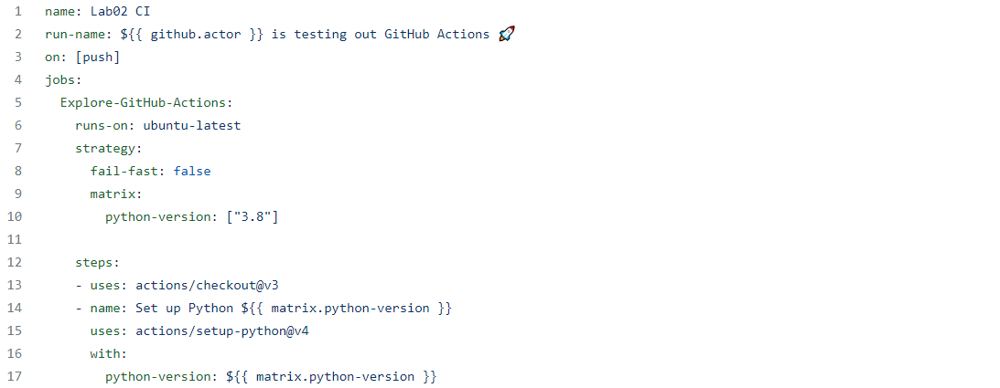 1 name: Lab02 CI
2 run-name: ${{ github.actor }} is testing out GitHub Actions 🚀
3 on: [push]
4 jobs:
5   Explore-GitHub-Actions:
6     runs-on: ubuntu-latest
7     strategy:
8       fail-fast: false
9       matrix:
10         python-version: ["3.8"]
11
12     steps:
13     - uses: actions/checkout@v3
14     - name: Set up Python ${{ matrix.python-version }}
15       uses: actions/setup-python@v4
16       with:
17         python-version: ${{ matrix.python-version }}